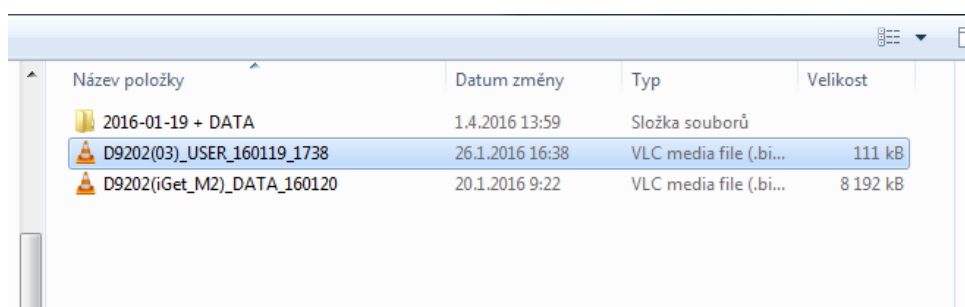 Název položky Datum změny Typ Velikost
2016-01-19 + DATA 1.4.2016 13:59 Složka souborů
D9202(03)_USER_160119_1738 26.1.2016 16:38 VLC media file (.bi... 111 kB
D9202(iGet_M2)_DATA_160120 20.1.2016 9:22 VLC media file (.bi... 8 192 kB